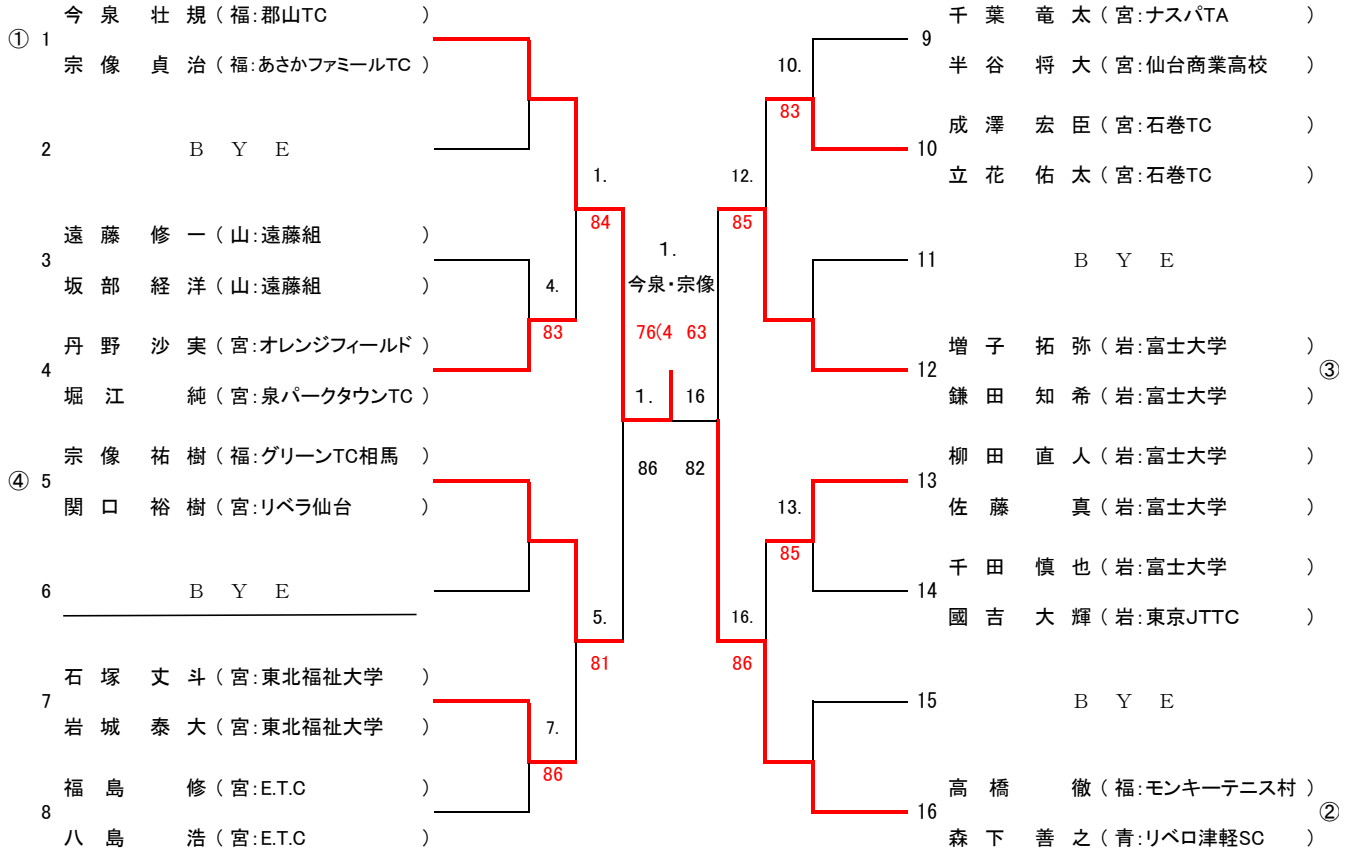 今 泉 壮 規 ( 福:郡山TC )
① 1
宗 像 貞 治 ( 福:あさかファミールTC )
2 B Y E
1.
84
遠 藤 修 一 ( 山:遠藤組 )
3
坂 部 経 洋 ( 山:遠藤組 )
4.
83
丹 野 沙 実 ( 宮:オレンジフィールド )
4
堀 江 純 ( 宮:泉パークタウンTC )
宗 像 祐 樹 ( 福:グリーンTC相馬 )
④ 5
関 口 裕 樹 ( 宮:リベラ仙台 )
6 B Y E
5.
81
石 塚 丈 斗 ( 宮:東北福祉大学 )
7
岩 城 泰 大 ( 宮:東北福祉大学 )
7.
86
福 島 修 ( 宮:E.T.C )
8
八 島 浩 ( 宮:E.T.C )
1.
今泉・宗像
76(4 63
1. 16
86 82
千 葉 竜 太 ( 宮:ナスパTA )
9
半 谷 将 大 ( 宮:仙台商業高校 )
10.
83
成 澤 宏 臣 ( 宮:石巻TC )
10
立 花 佑 太 ( 宮:石巻TC )
12.
85
11 B Y E
増 子 拓 弥 ( 岩:富士大学 )
12 ③
鎌 田 知 希 ( 岩:富士大学 )
柳 田 直 人 ( 岩:富士大学 )
13
佐 藤 真 ( 岩:富士大学 )
13.
85
千 田 慎 也 ( 岩:富士大学 )
14
國 吉 大 輝 ( 岩:東京JTTC )
16.
86
15 B Y E
高 橋 徹 ( 福:モンキーテニス村 )
16 ②
森 下 善 之 ( 青:リベロ津軽SC )